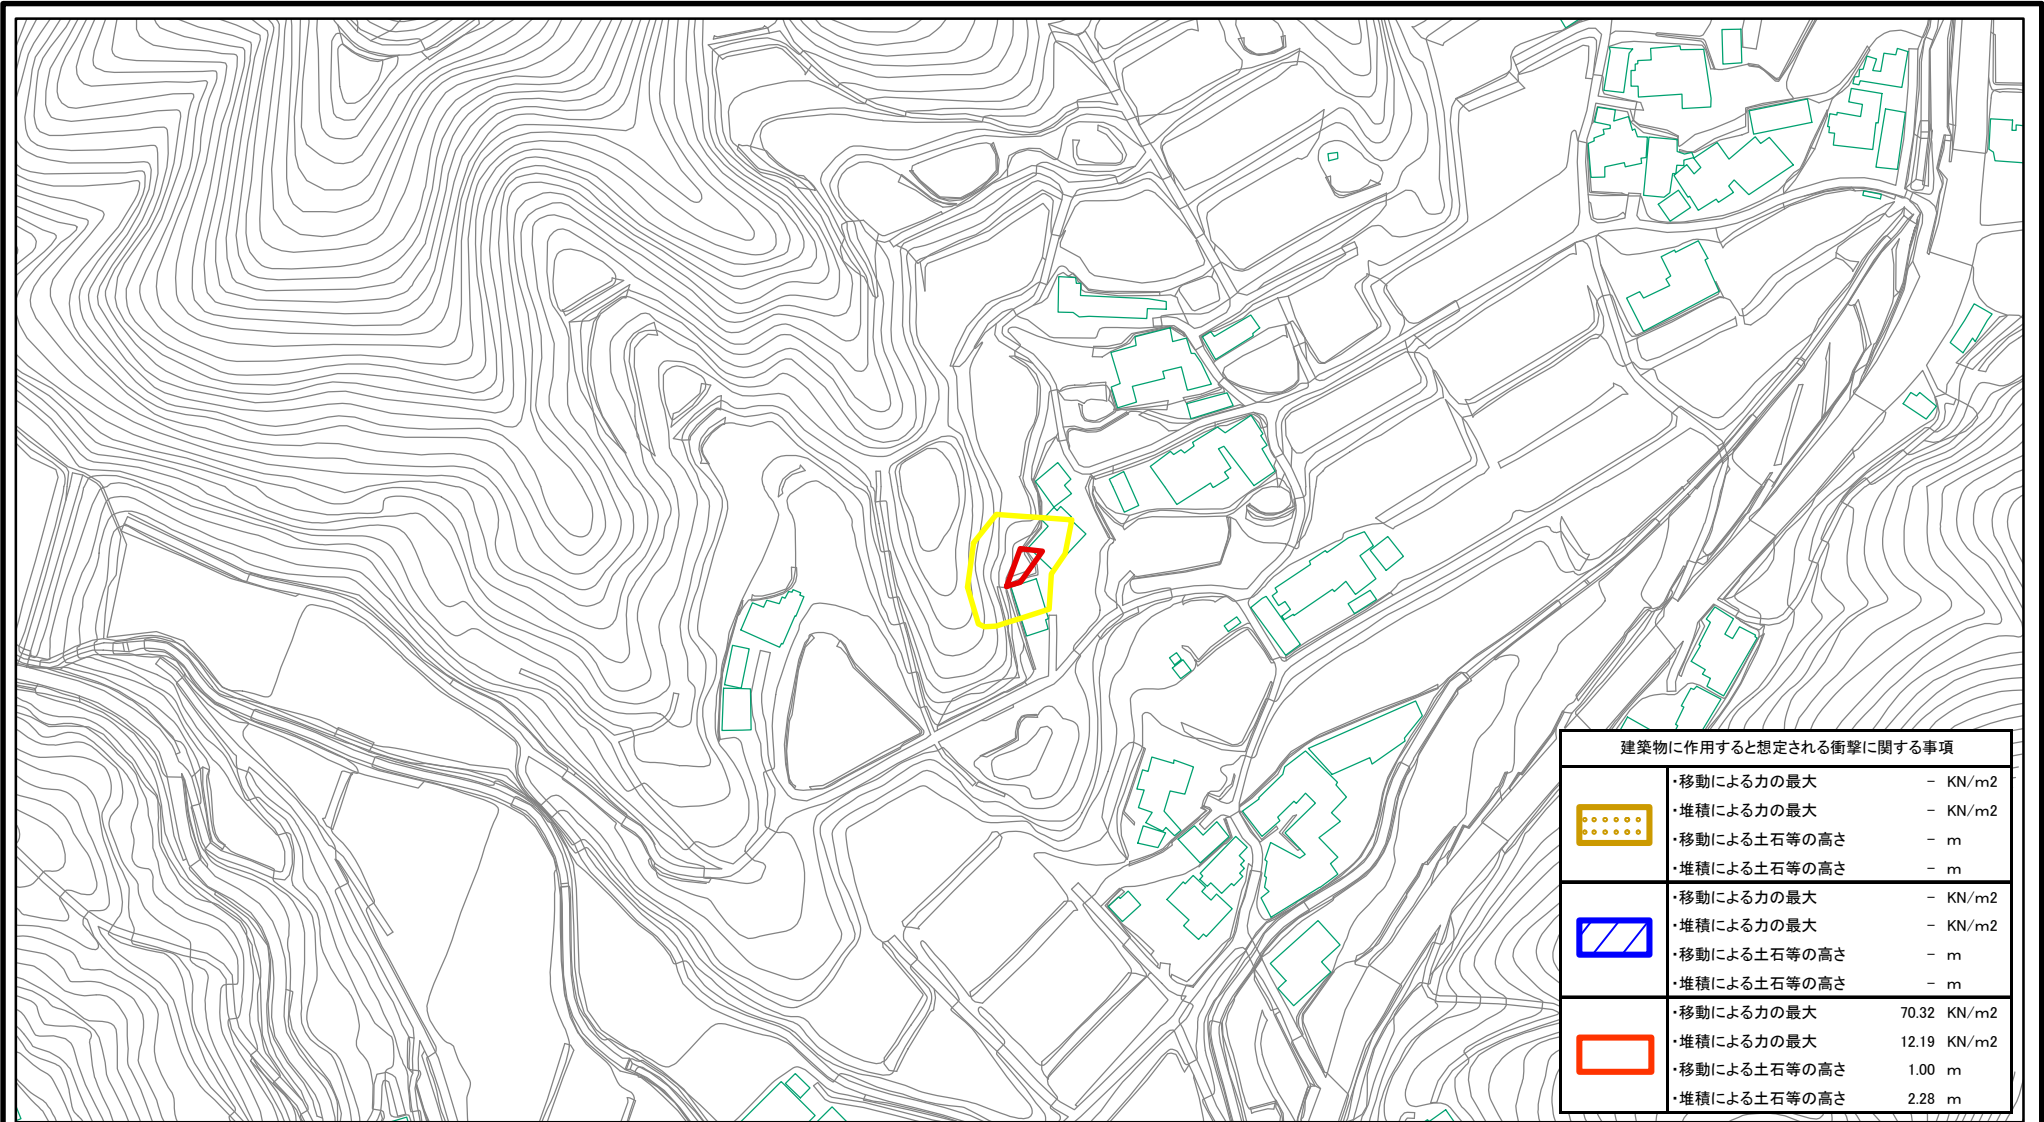 建築物に作用すると想定される衝撃に関する事項
・移動による力の最大 － KN/m2
・堆積による力の最大 － KN/m2
・移動による土石等の高さ － m
・堆積による土石等の高さ － m
・移動による力の最大 － KN/m2
・堆積による力の最大 － KN/m2
・移動による土石等の高さ － m
・堆積による土石等の高さ － m
・移動による力の最大 70.32 KN/m2
・堆積による力の最大 12.19 KN/m2
・移動による土石等の高さ 1.00 m
・堆積による土石等の高さ 2.28 m